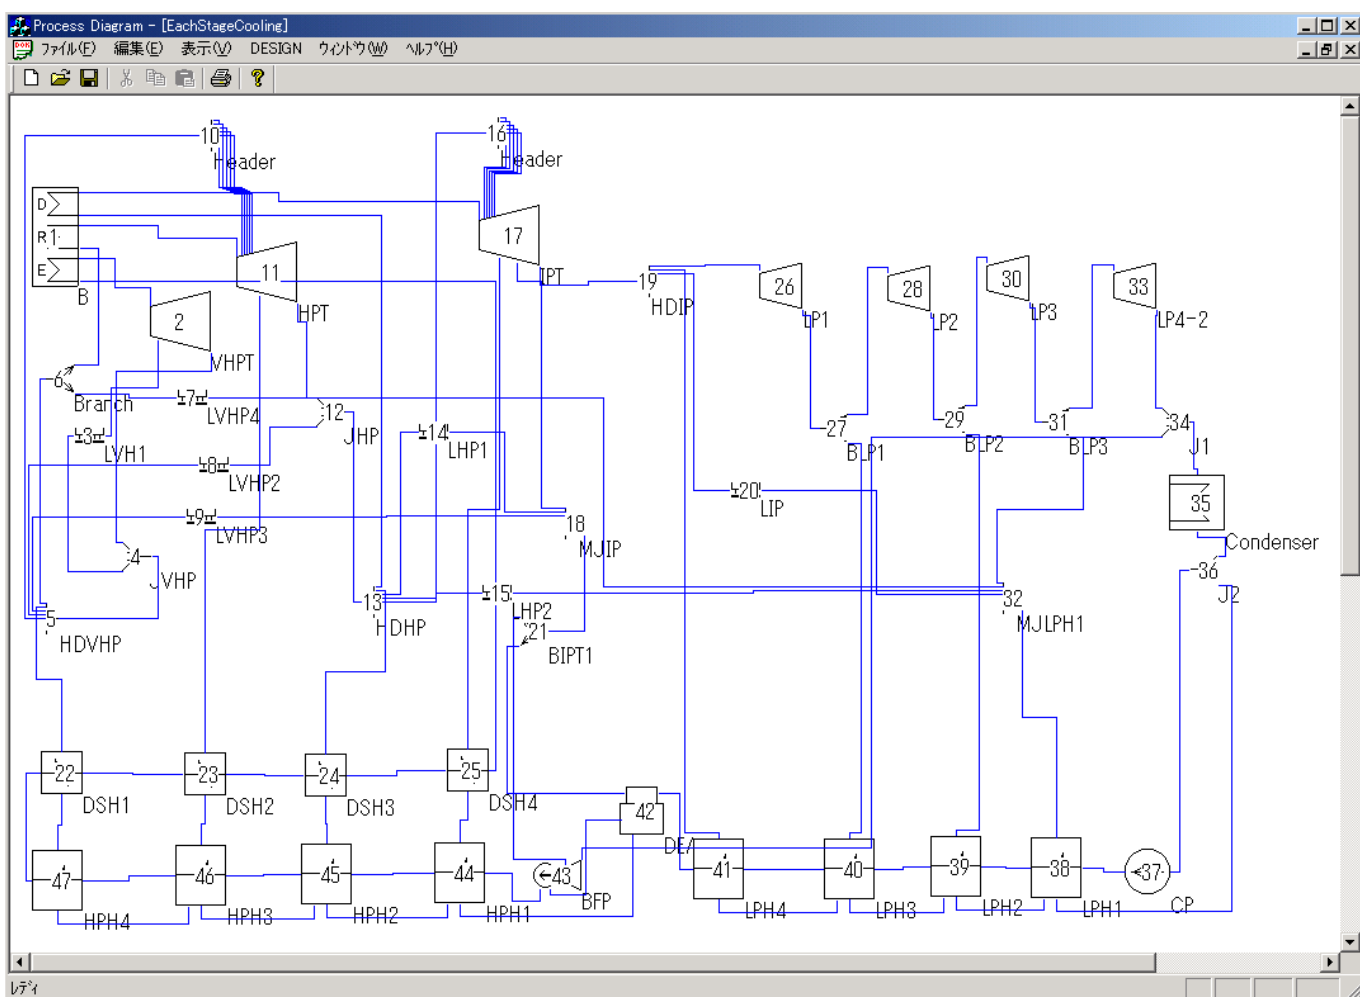 Process Diagram - [EachStageCooling]
ﾌｧｲﾙ(F) 編集(E) 表示(V) DESIGN ｳｨﾝﾄﾞｳ(W) ﾍﾙﾌﾟ(H)
10
Header
16
Header
D
R 1
E
B
17
IPT
11
HPT
2
VHPT
19
HDIP
26
LP1
28
LP2
30
LP3
33
LP4-2
6
Branch
7
LVHP4
12
JHP
3
LVH1
14
LHP1
27
BLP1
29
BLP2
31
BLP3
34
J1
8
LVHP2
20
LIP
35
Condenser
9
LVHP3
18
MJIP
4
JVHP
36
J2
5
HDVHP
13
HDHP
15
LHP2
32
MJLPH1
21
BIPT1
22
DSH1
23
DSH2
24
DSH3
25
DSH4
42
DEA
47
HPH4
46
HPH3
45
HPH2
44
HPH1
43
BFP
41
LPH4
40
LPH3
39
LPH2
38
LPH1
37
CP
ﾚﾃﾞｨ